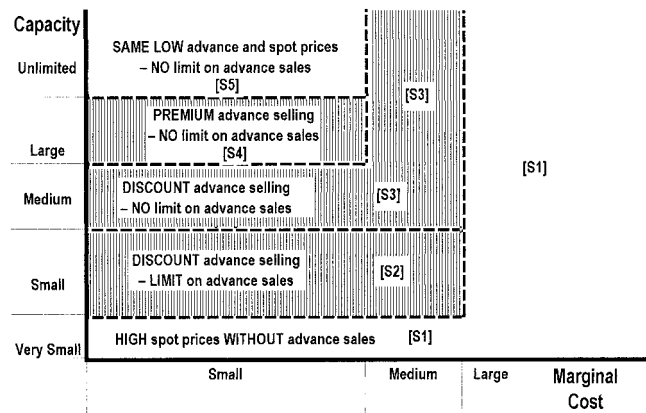 Capacity
Unlimited
SAME LOW advance and spot prices
– NO limit on advance sales
[S5]
[S3]
PREMIUM advance selling
– NO limit on advance sales
[S4]
Large
[S1]
Medium
DISCOUNT advance selling
– NO limit on advance sales
[S3]
DISCOUNT advance selling
– LIMIT on advance sales
[S2]
Small
HIGH spot prices WITHOUT advance sales
[S1]
Very Small
Small
Medium
Large
Marginal
Cost